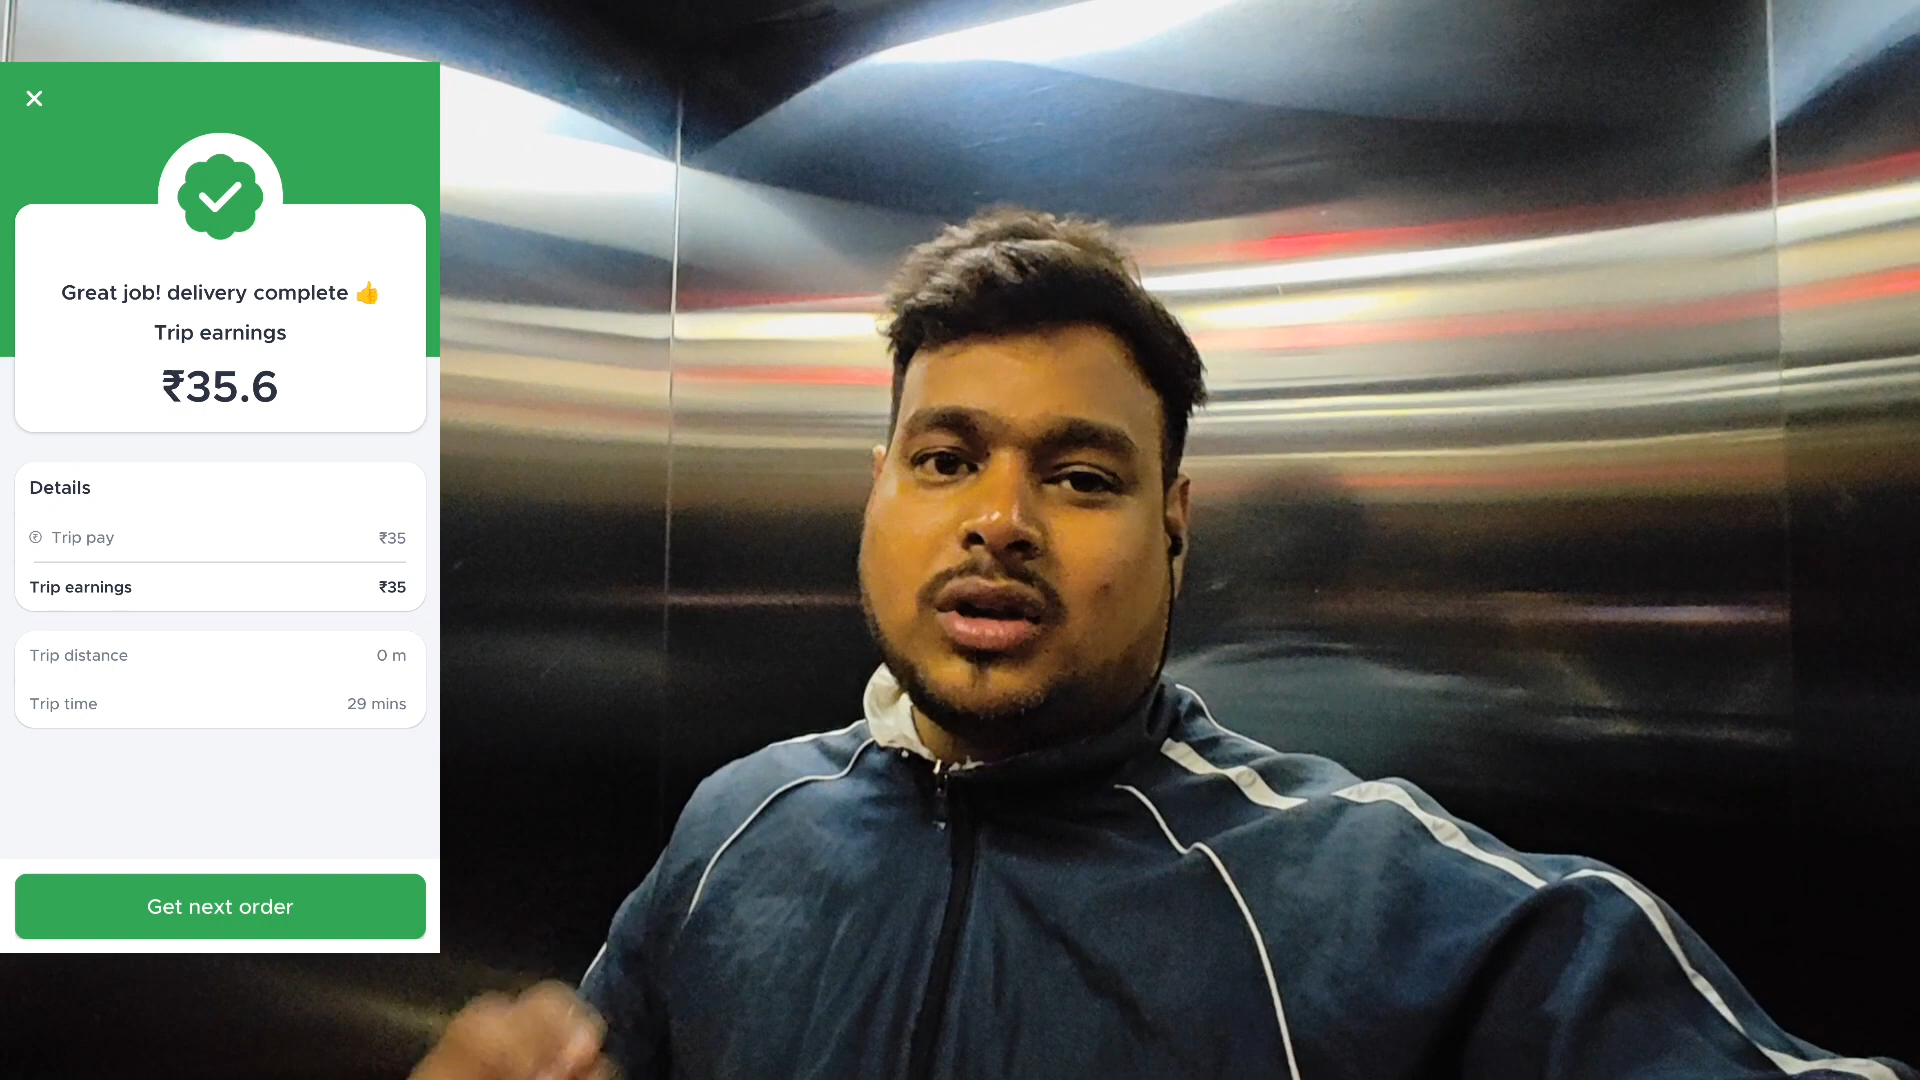 Great job! delivery complete 👍
Trip earnings
₹35.6
Details
Trip pay ₹35
Trip earnings ₹35
Trip distance 0 m
Trip time 29 mins
Get next order